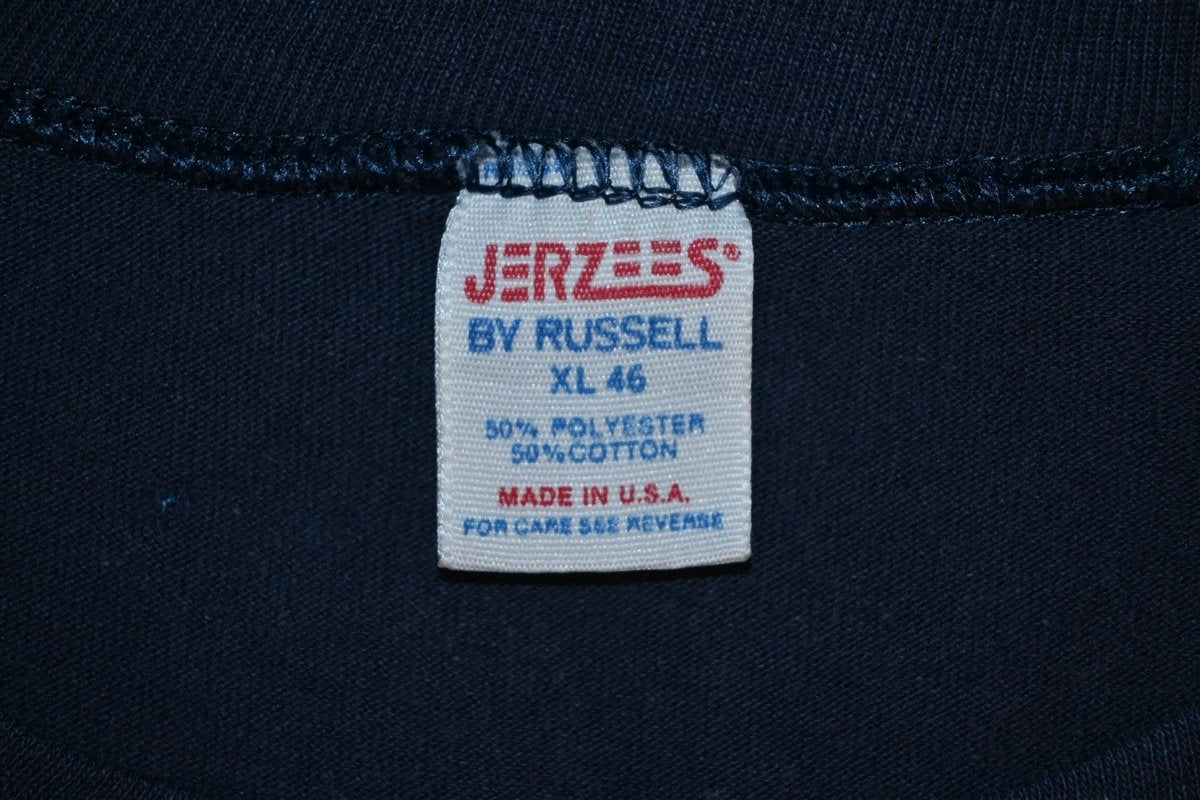 JERZEES®
BY RUSSELL
XL 46
50% POLYESTER
50% COTTON
MADE IN U.S.A.
FOR CARE SEE REVERSE